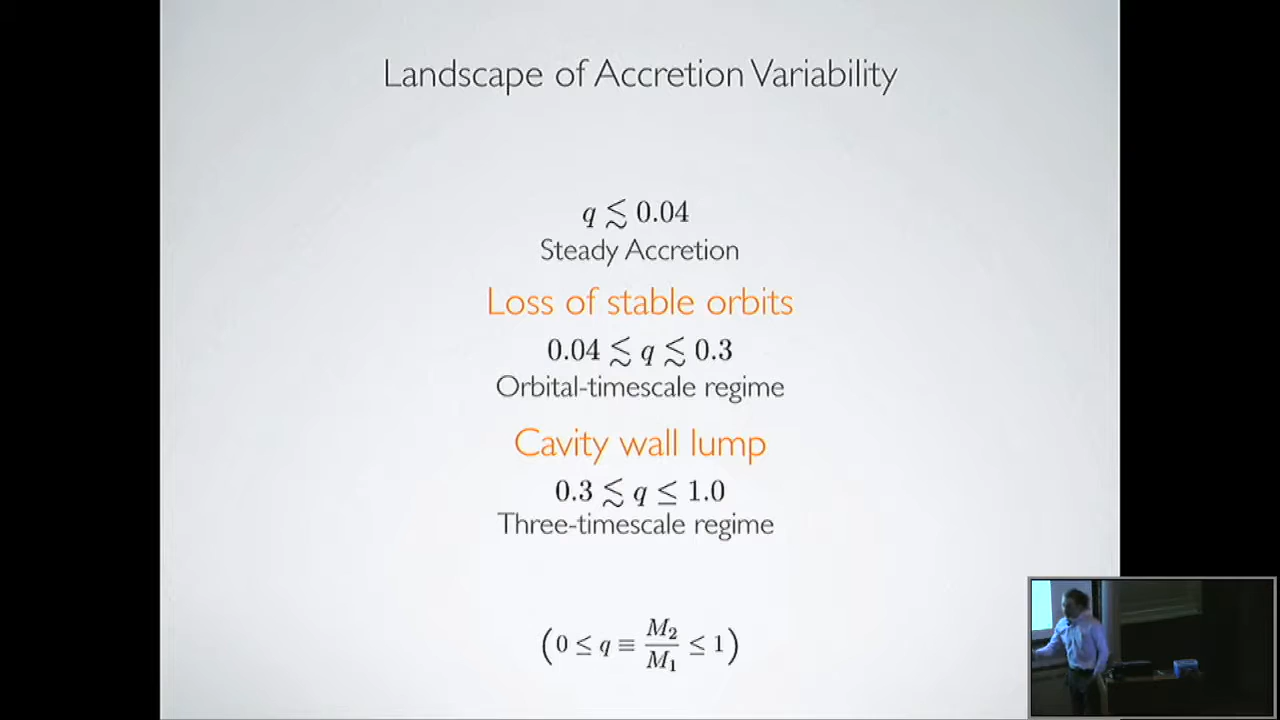 Landscape of Accretion Variability
q ≲ 0.04
Steady Accretion
Loss of stable orbits
0.04 ≲ q ≲ 0.3
Orbital-timescale regime
Cavity wall lump
0.3 ≲ q ≤ 1.0
Three-timescale regime
(0 ≤ q ≡ M₂/M₁ ≤ 1)